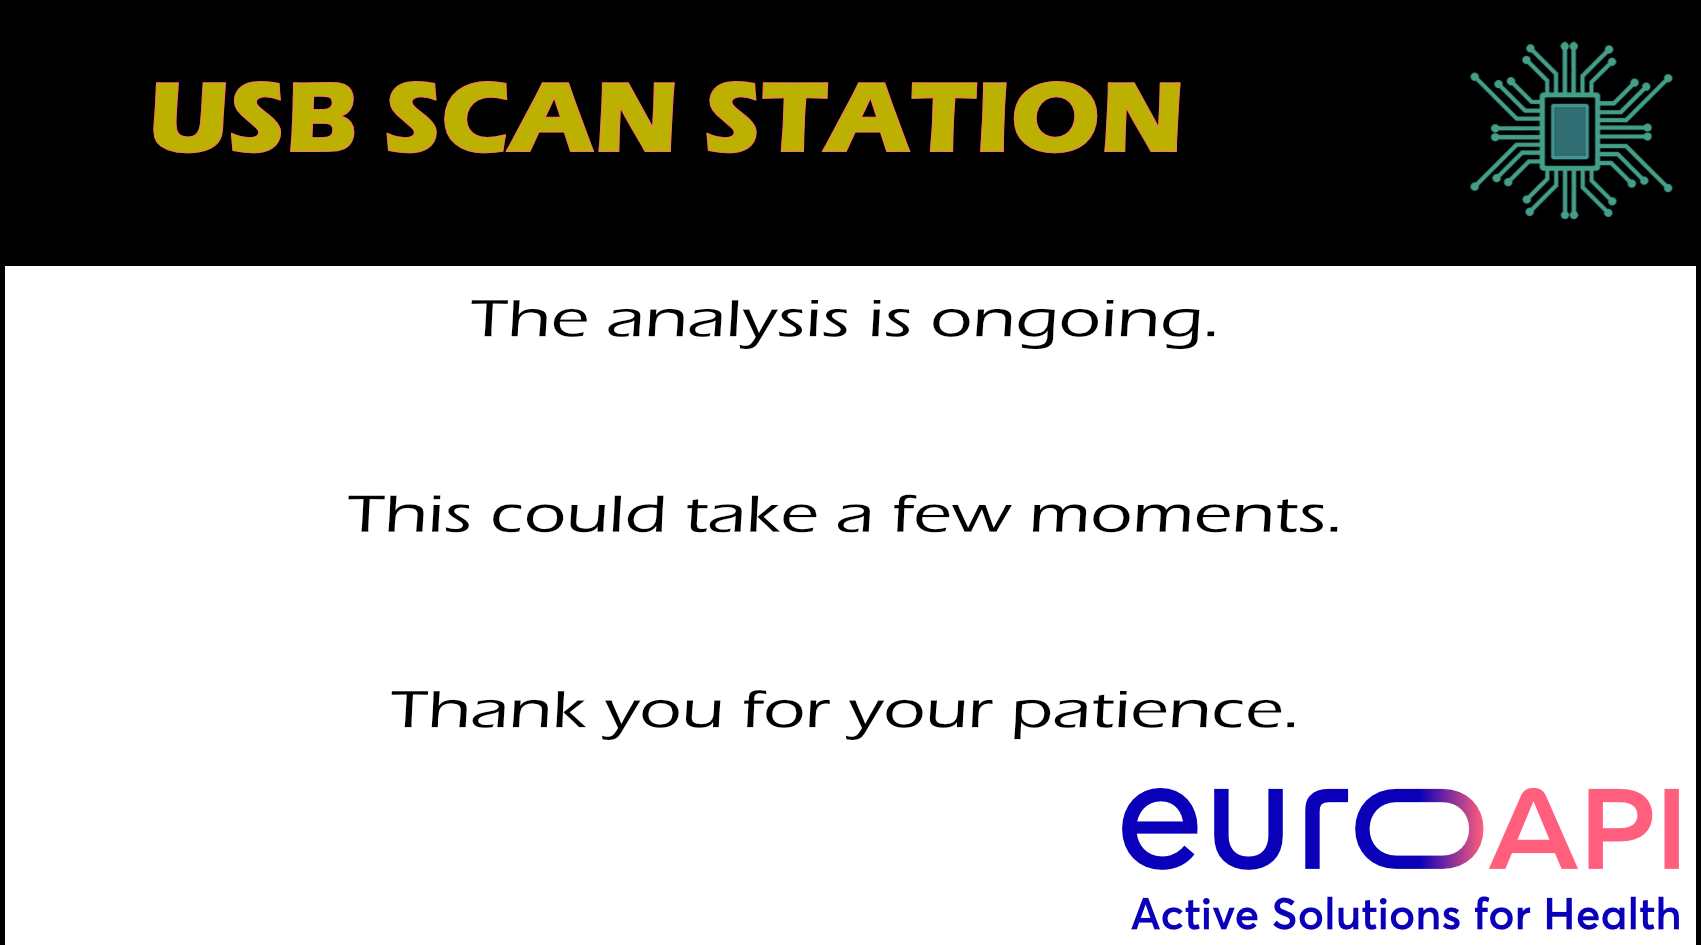 USB SCAN STATION
The analysis is ongoing.
This could take a few moments.
Thank you for your patience.
euroAPI
Active Solutions for Health